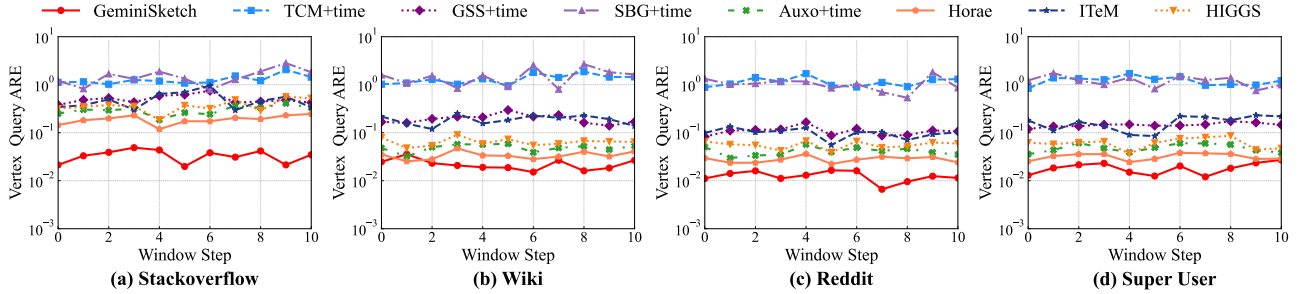 GeminiSketch TCM+time GSS+time SBG+time Auxo+time Horae ITeM HIGGS
Vertex Query ARE
10^1
10^0
10^-1
10^-2
10^-3
0 2 4 6 8 10
Window Step
(a) Stackoverflow
Vertex Query ARE
10^1
10^0
10^-1
10^-2
10^-3
0 2 4 6 8 10
Window Step
(b) Wiki
Vertex Query ARE
10^1
10^0
10^-1
10^-2
10^-3
0 2 4 6 8 10
Window Step
(c) Reddit
Vertex Query ARE
10^1
10^0
10^-1
10^-2
10^-3
0 2 4 6 8 10
Window Step
(d) Super User